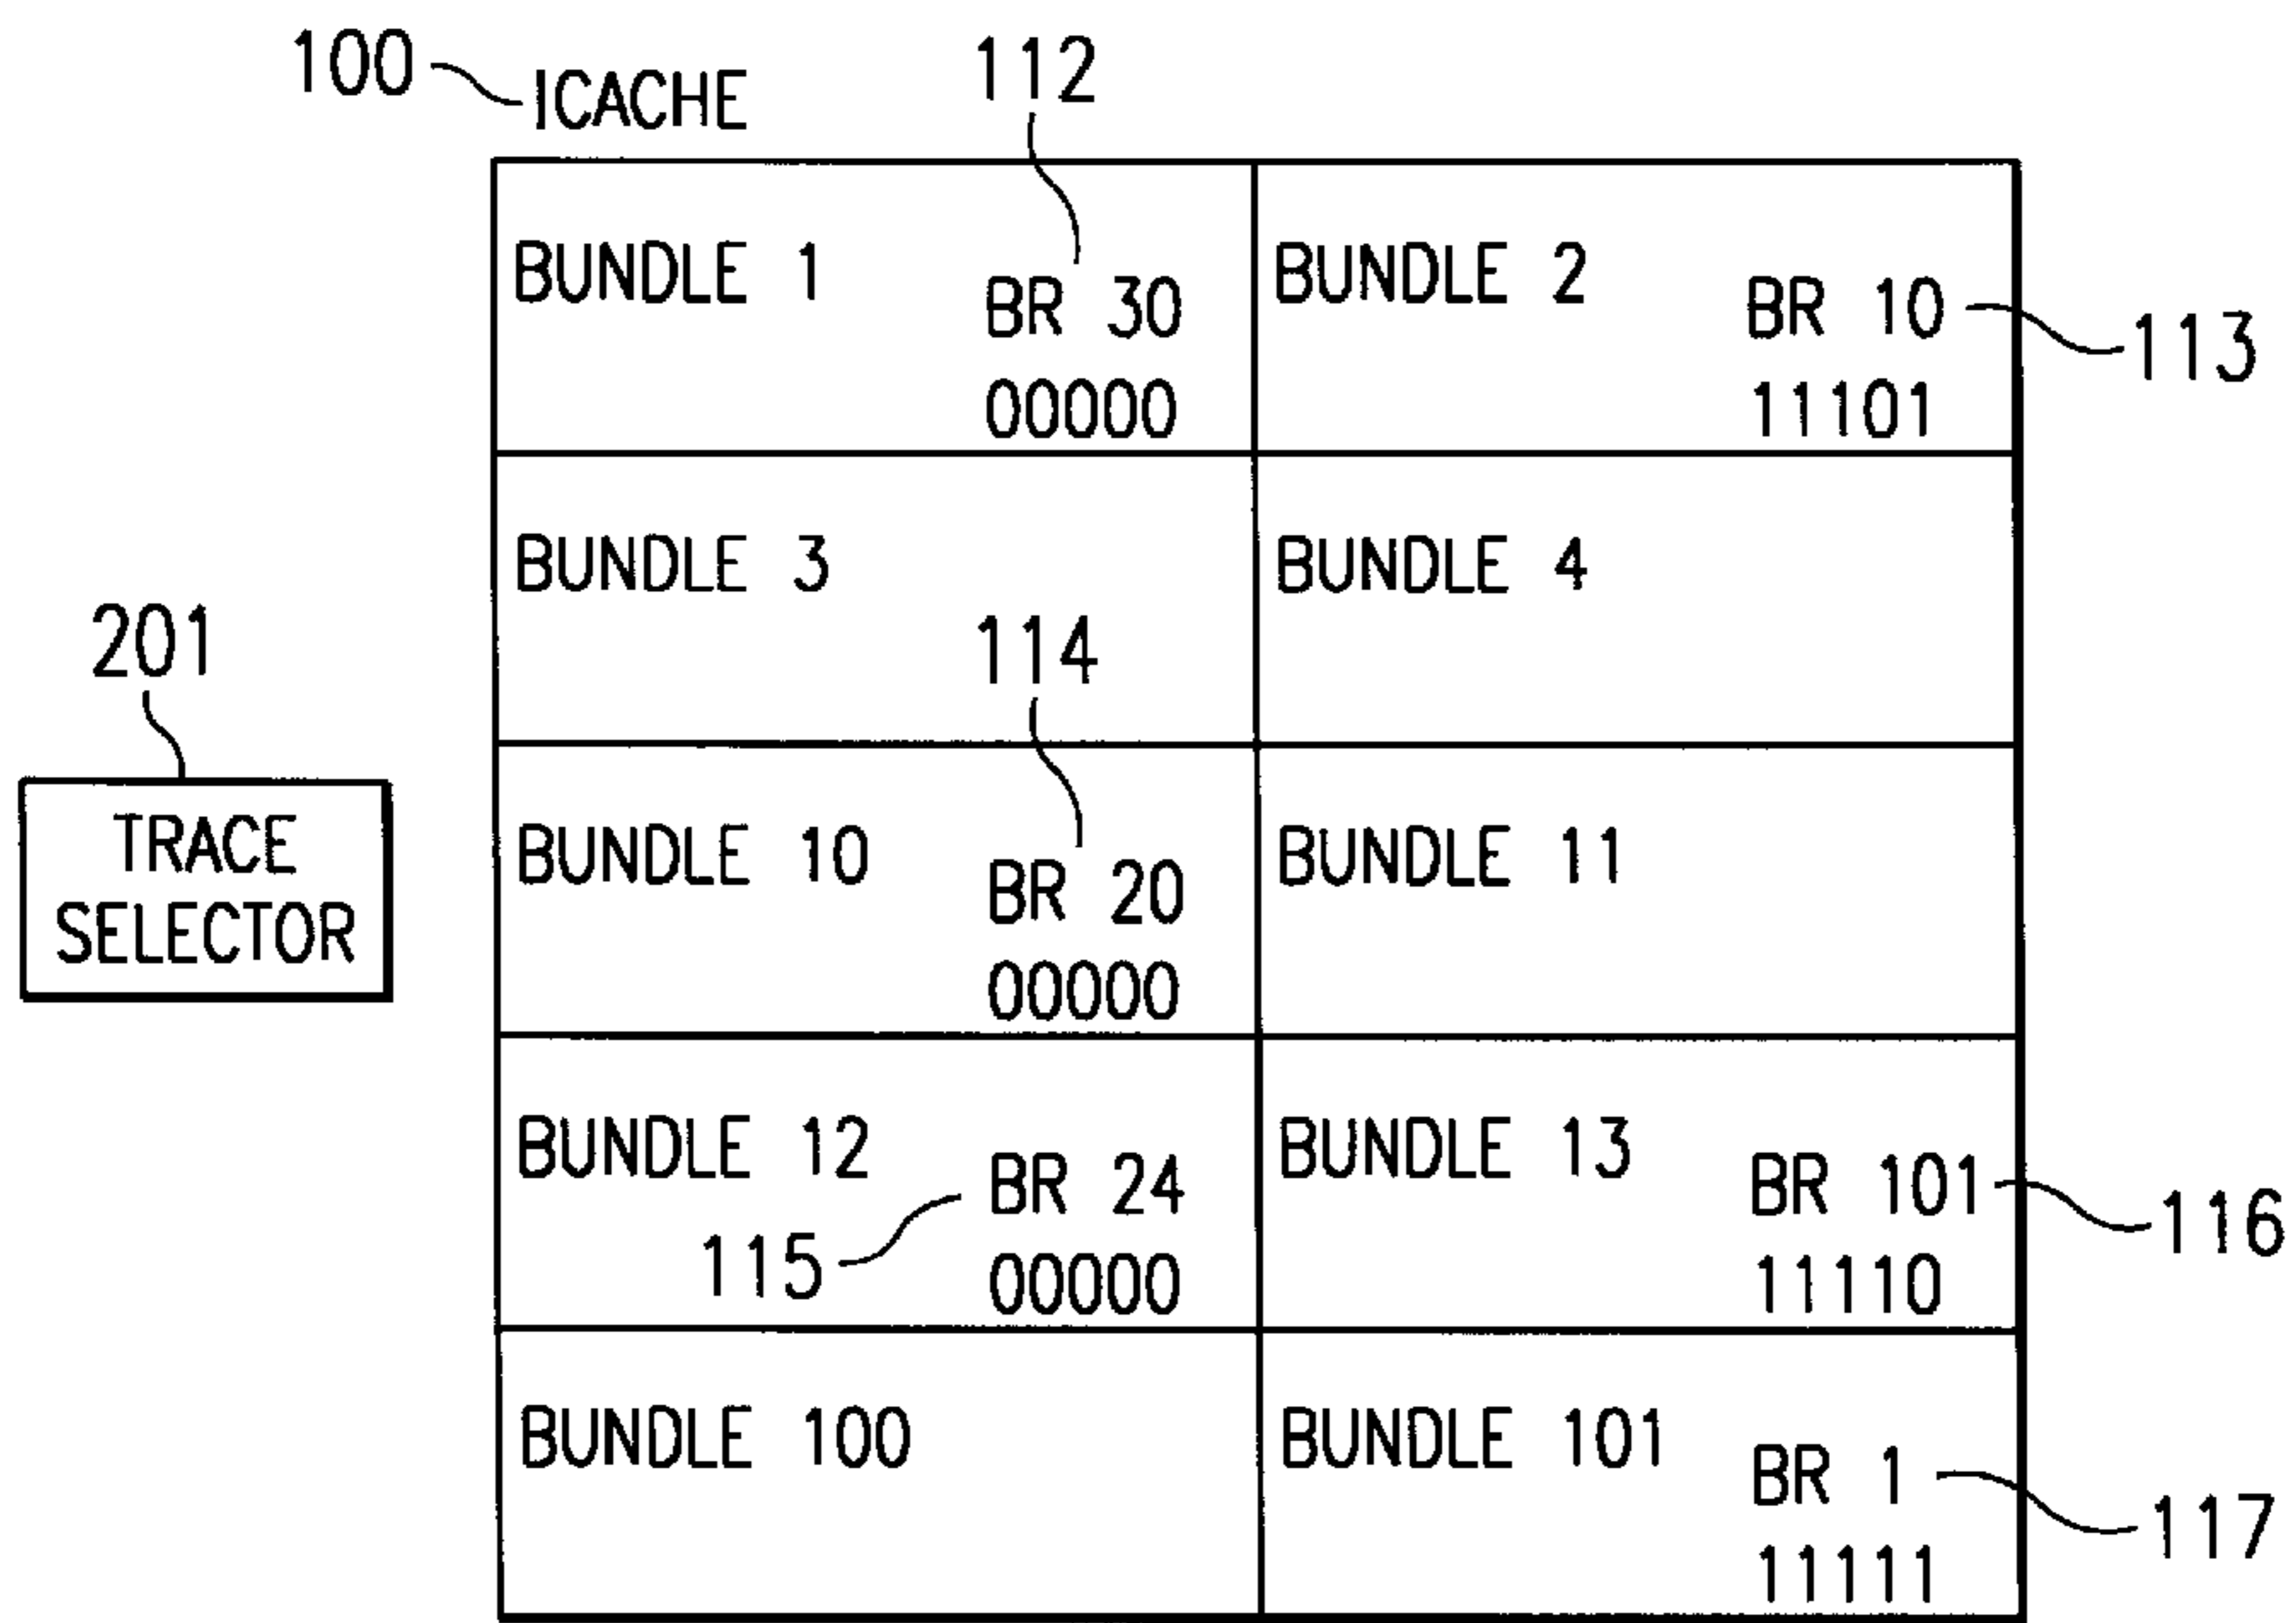 100
ICACHE
112
BUNDLE 1
BR 30
00000
BUNDLE 2
BR 10
11101
113
BUNDLE 3
BUNDLE 4
114
201
TRACE
SELECTOR
BUNDLE 10
BR 20
00000
BUNDLE 11
BUNDLE 12
BR 24
00000
115
BUNDLE 13
BR 101
11110
116
BUNDLE 100
BUNDLE 101
BR 1
11111
117